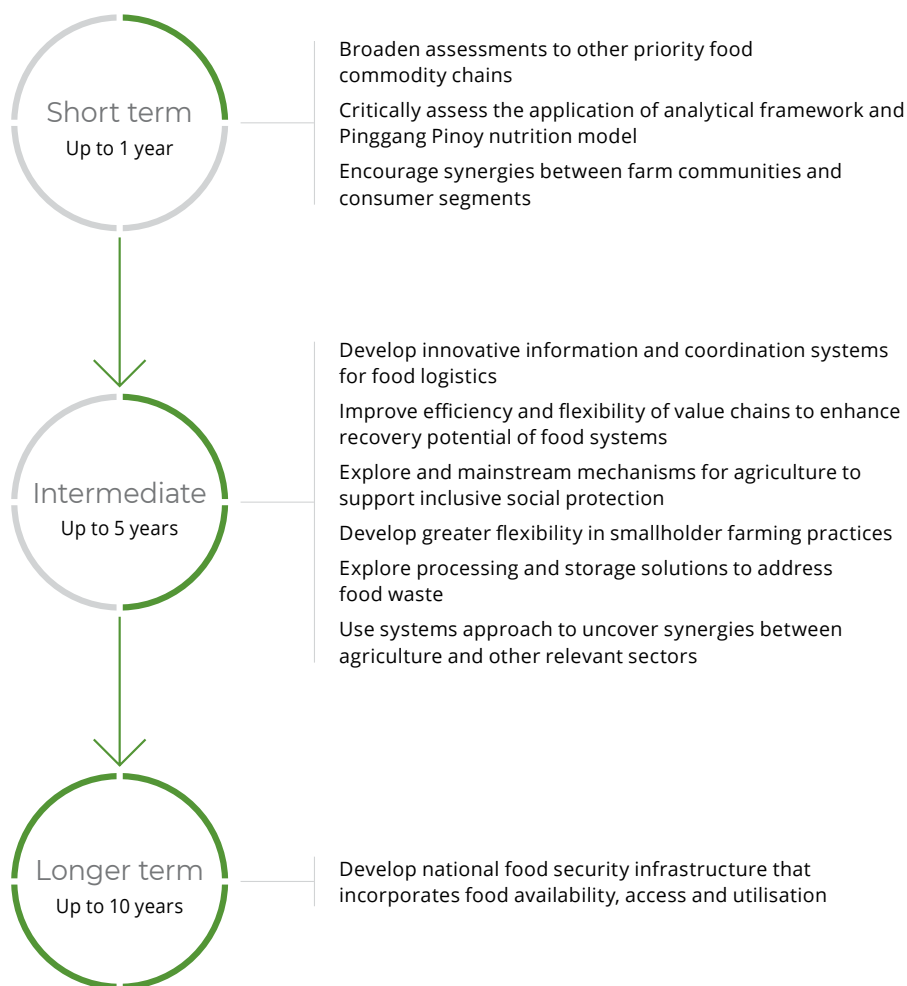 Short term
Up to 1 year
Broaden assessments to other priority food
commodity chains
Critically assess the application of analytical framework and
Pinggang Pinoy nutrition model
Encourage synergies between farm communities and
consumer segments
Intermediate
Up to 5 years
Develop innovative information and coordination systems
for food logistics
Improve efficiency and flexibility of value chains to enhance
recovery potential of food systems
Explore and mainstream mechanisms for agriculture to
support inclusive social protection
Develop greater flexibility in smallholder farming practices
Explore processing and storage solutions to address
food waste
Use systems approach to uncover synergies between
agriculture and other relevant sectors
Longer term
Up to 10 years
Develop national food security infrastructure that
incorporates food availability, access and utilisation